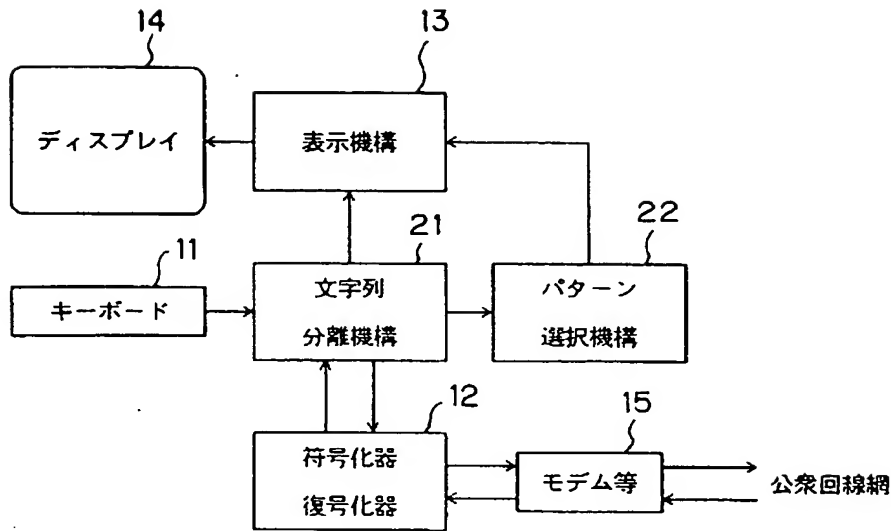 14
13
ディスプレイ
表示機構
11
21
22
キーボード
文字列
分離機構
パターン
選択機構
12
15
符号化器
復号化器
モデム等
公衆回線網